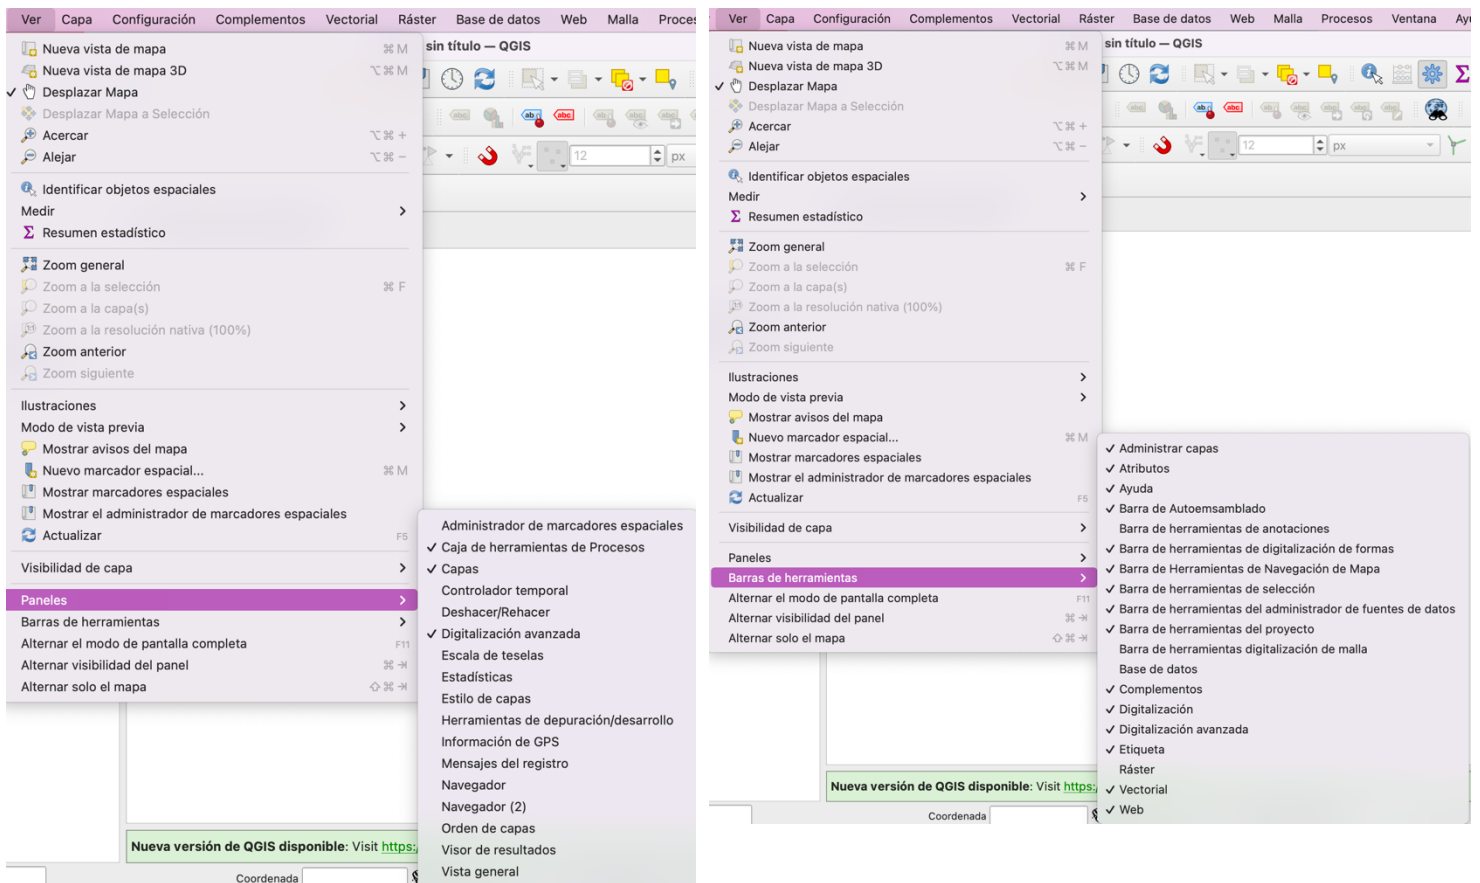 Ver Capa Configuración Complementos Vectorial Ráster Base de datos Web Malla Proces
sin título — QGIS
Nueva vista de mapa ⌘ M
Nueva vista de mapa 3D ⌥ ⌘ M
✓ Desplazar Mapa
Desplazar Mapa a Selección
Acercar ⌥ ⌘ +
Alejar ⌥ ⌘ −
12 px
Identificar objetos espaciales
Medir
Σ Resumen estadístico
Zoom general
Zoom a la selección ⌘ F
Zoom a la capa(s)
Zoom a la resolución nativa (100%)
Zoom anterior
Zoom siguiente
Ilustraciones
Modo de vista previa
Mostrar avisos del mapa
Nuevo marcador espacial... ⌘ M
Mostrar marcadores espaciales
Mostrar el administrador de marcadores espaciales
Actualizar F5
Visibilidad de capa
Paneles
Barras de herramientas
Alternar el modo de pantalla completa F11
Alternar visibilidad del panel ⌘ ⇥
Alternar solo el mapa ⇧ ⌘ ⇥
Administrador de marcadores espaciales
✓ Caja de herramientas de Procesos
✓ Capas
Controlador temporal
Deshacer/Rehacer
✓ Digitalización avanzada
Escala de teselas
Estadísticas
Estilo de capas
Herramientas de depuración/desarrollo
Información de GPS
Mensajes del registro
Navegador
Navegador (2)
Orden de capas
Visor de resultados
Vista general
Nueva versión de QGIS disponible: Visit https:/
Coordenada
Ver Capa Configuración Complementos Vectorial Ráster Base de datos Web Malla Procesos Ventana Ayu
sin título — QGIS
Nueva vista de mapa ⌘ M
Nueva vista de mapa 3D ⌥ ⌘ M
✓ Desplazar Mapa
Desplazar Mapa a Selección
Acercar ⌥ ⌘ +
Alejar ⌥ ⌘ −
12 px
Identificar objetos espaciales
Medir
Σ Resumen estadístico
Zoom general
Zoom a la selección ⌘ F
Zoom a la capa(s)
Zoom a la resolución nativa (100%)
Zoom anterior
Zoom siguiente
Ilustraciones
Modo de vista previa
Mostrar avisos del mapa
Nuevo marcador espacial... ⌘ M
Mostrar marcadores espaciales
Mostrar el administrador de marcadores espaciales
Actualizar F5
Visibilidad de capa
Paneles
Barras de herramientas
Alternar el modo de pantalla completa F11
Alternar visibilidad del panel ⌘ ⇥
Alternar solo el mapa ⇧ ⌘ ⇥
✓ Administrar capas
✓ Atributos
✓ Ayuda
✓ Barra de Autoemsamblado
Barra de herramientas de anotaciones
✓ Barra de herramientas de digitalización de formas
✓ Barra de Herramientas de Navegación de Mapa
✓ Barra de herramientas de selección
✓ Barra de herramientas del administrador de fuentes de datos
✓ Barra de herramientas del proyecto
Barra de herramientas digitalización de malla
Base de datos
✓ Complementos
✓ Digitalización
✓ Digitalización avanzada
✓ Etiqueta
Ráster
✓ Vectorial
✓ Web
Nueva versión de QGIS disponible: Visit https:/
Coordenada